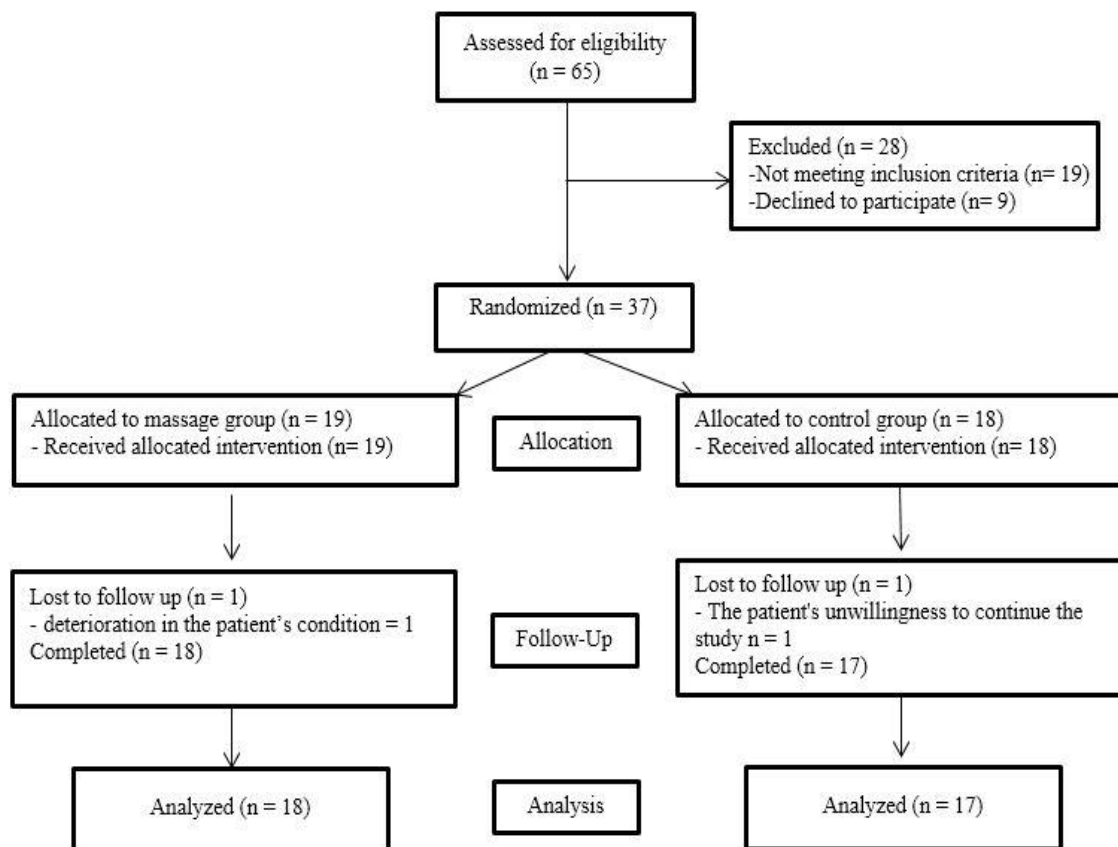 Assessed for eligibility
(n = 65)
Excluded (n = 28)
-Not meeting inclusion criteria (n= 19)
-Declined to participate (n= 9)
Randomized (n = 37)
Allocated to massage group (n = 19)
- Received allocated intervention (n= 19)
Allocation
Allocated to control group (n = 18)
- Received allocated intervention (n= 18)
Lost to follow up (n = 1)
- deterioration in the patient’s condition = 1
Completed (n = 18)
Follow-Up
Lost to follow up (n = 1)
- The patient's unwillingness to continue the
study n = 1
Completed (n = 17)
Analyzed (n = 18)
Analysis
Analyzed (n = 17)